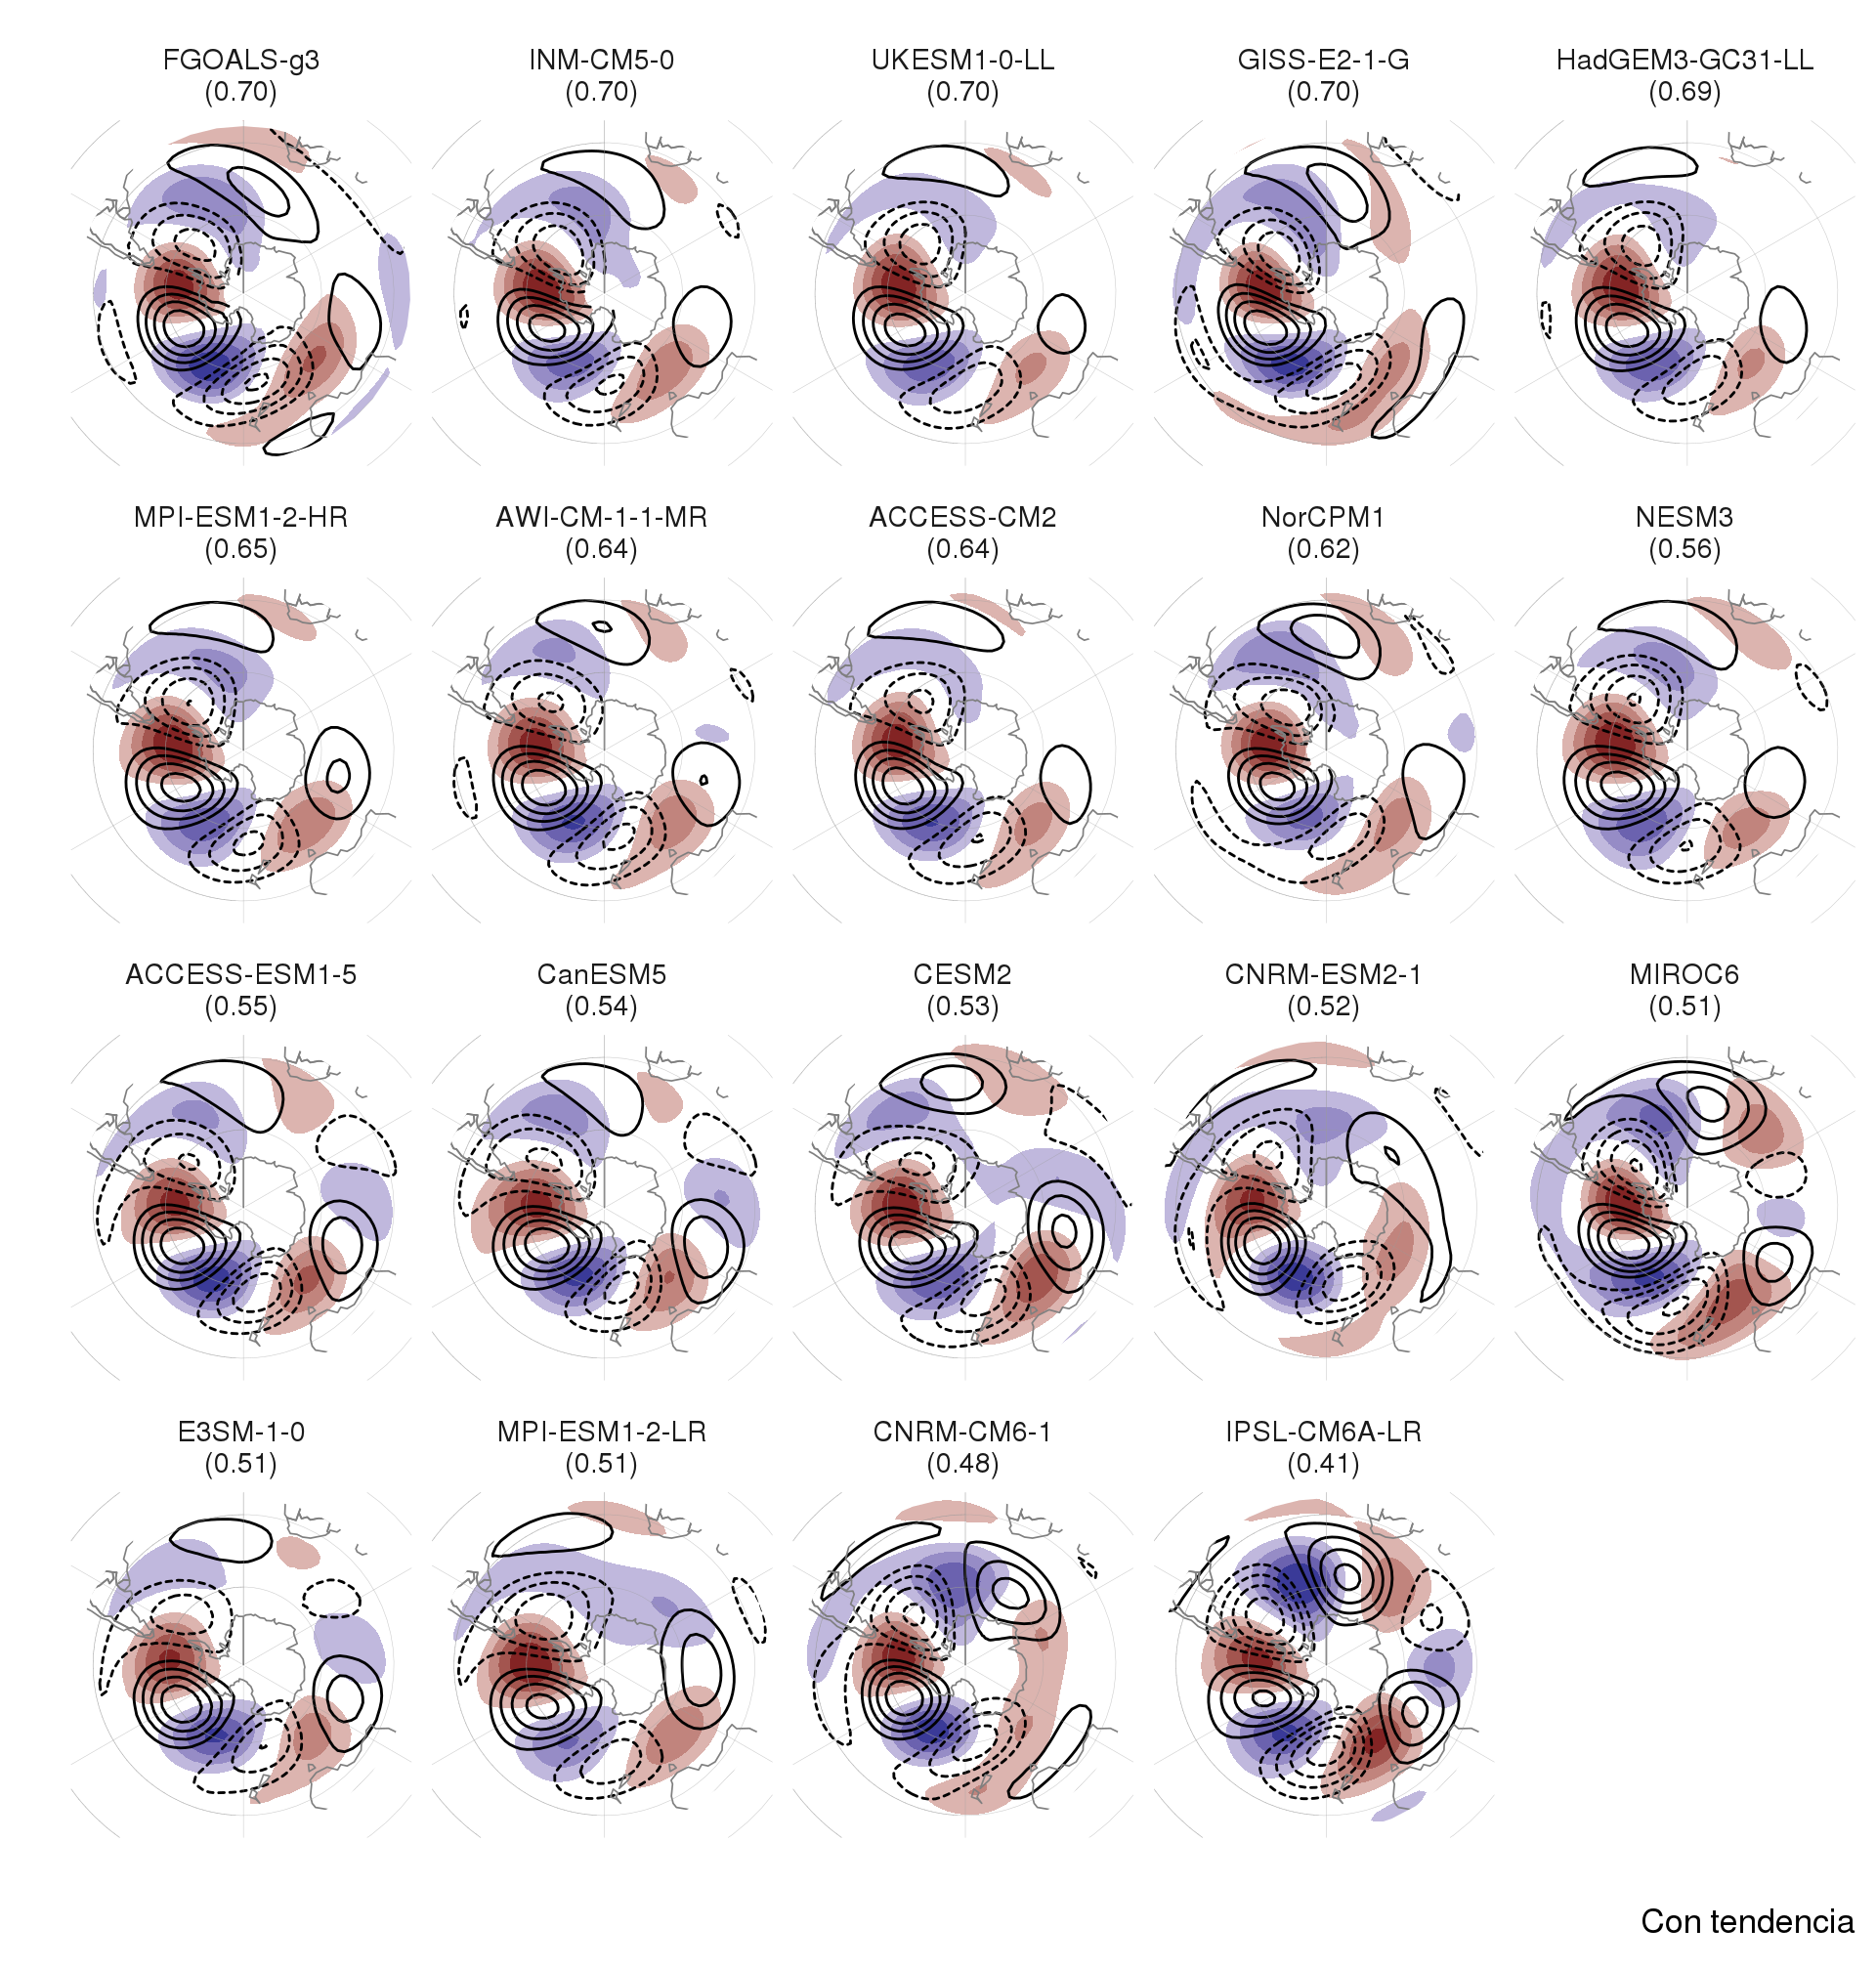 FGOALS-g3
(0.70)
INM-CM5-0
(0.70)
UKESM1-0-LL
(0.70)
GISS-E2-1-G
(0.70)
HadGEM3-GC31-LL
(0.69)
MPI-ESM1-2-HR
(0.65)
AWI-CM-1-1-MR
(0.64)
ACCESS-CM2
(0.64)
NorCPM1
(0.62)
NESM3
(0.56)
ACCESS-ESM1-5
(0.55)
CanESM5
(0.54)
CESM2
(0.53)
CNRM-ESM2-1
(0.52)
MIROC6
(0.51)
E3SM-1-0
(0.51)
MPI-ESM1-2-LR
(0.51)
CNRM-CM6-1
(0.48)
IPSL-CM6A-LR
(0.41)
Con tendencia